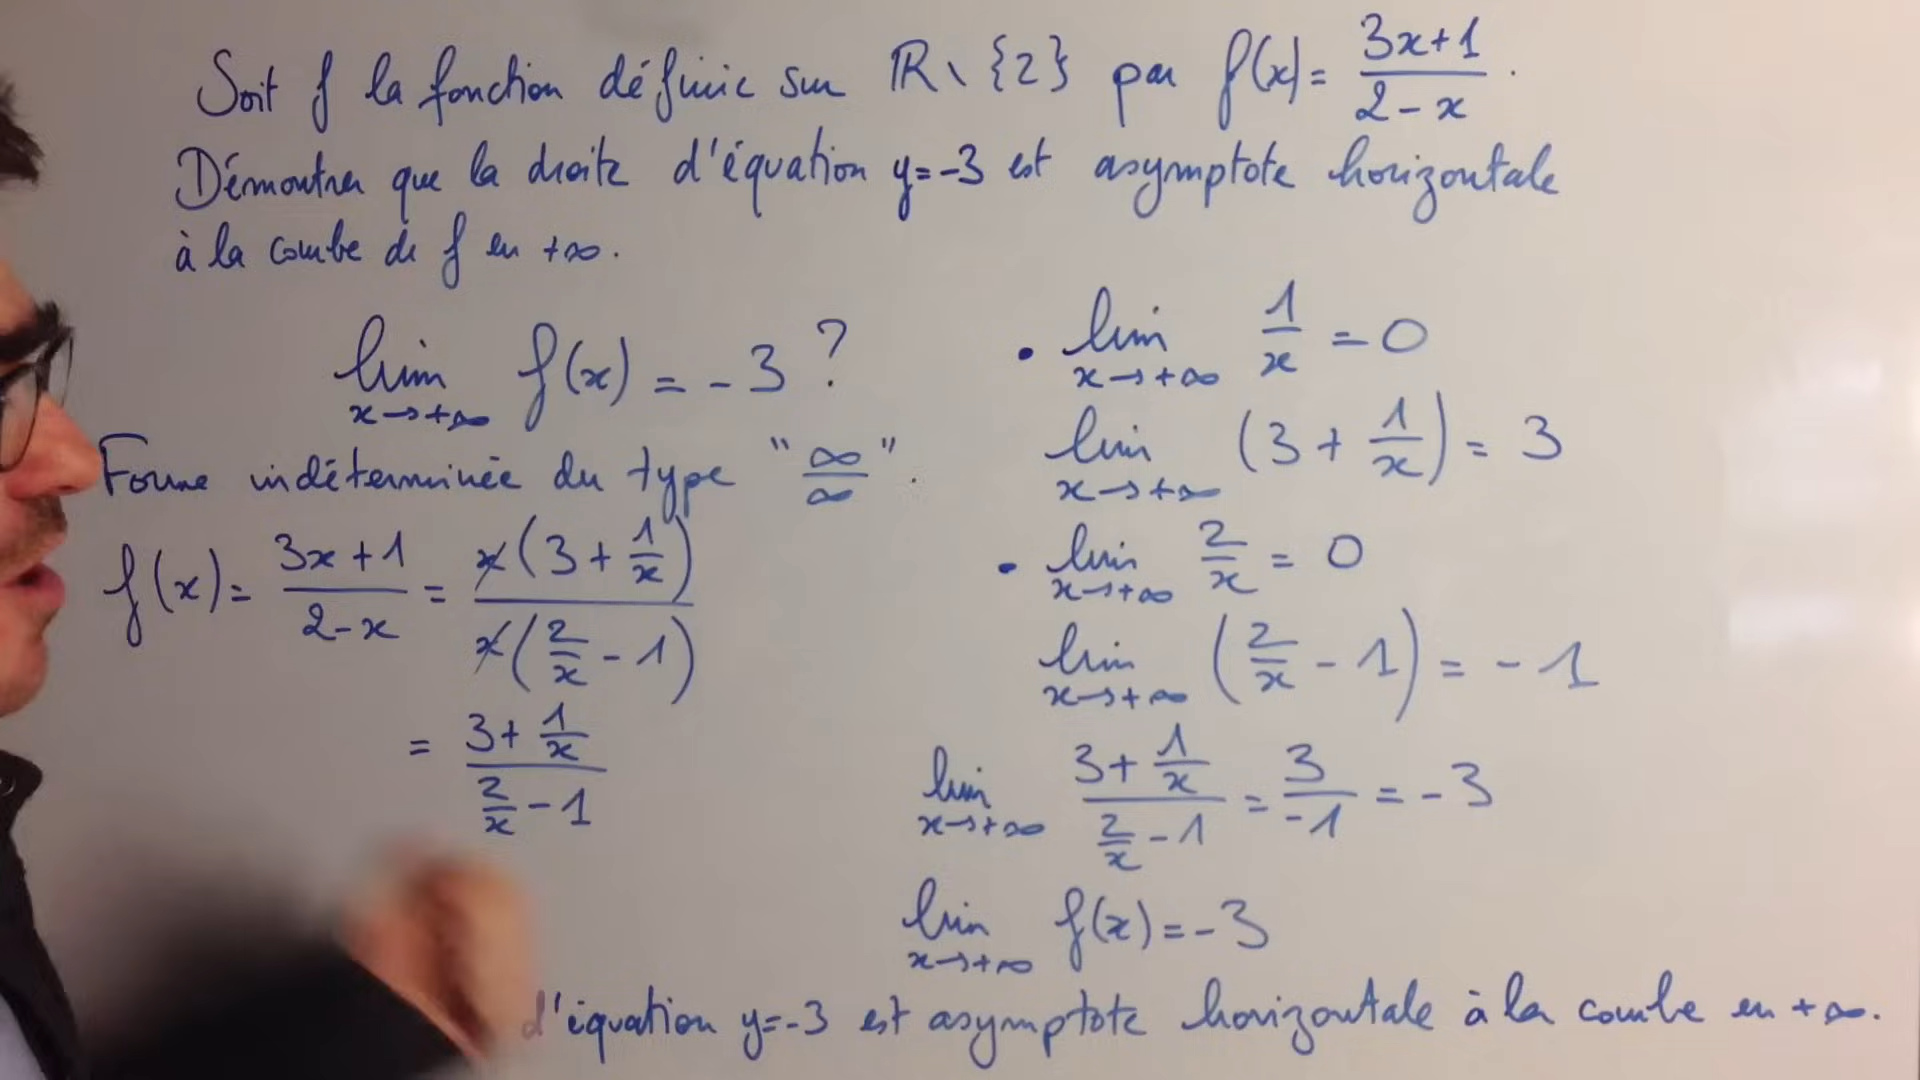 Soit f la fonction définie sur ℝ \ {2} par f(x) = (3x+1)/(2-x).
Démontrer que la droite d'équation y=-3 est asymptote horizontale
à la courbe de f en +∞.
lim x→+∞ f(x) = -3 ?
Forme indéterminée du type "∞/∞".
f(x) = (3x+1)/(2-x) = x(3+1/x)/x(2/x-1)
= (3+1/x)/(2/x-1)
• lim x→+∞ 1/x = 0
lim x→+∞ (3+1/x) = 3
• lim x→+∞ 2/x = 0
lim x→+∞ (2/x-1) = -1
lim x→+∞ (3+1/x)/(2/x-1) = 3/-1 = -3
lim x→+∞ f(x) = -3
d'équation y=-3 est asymptote horizontale à la courbe en +∞.